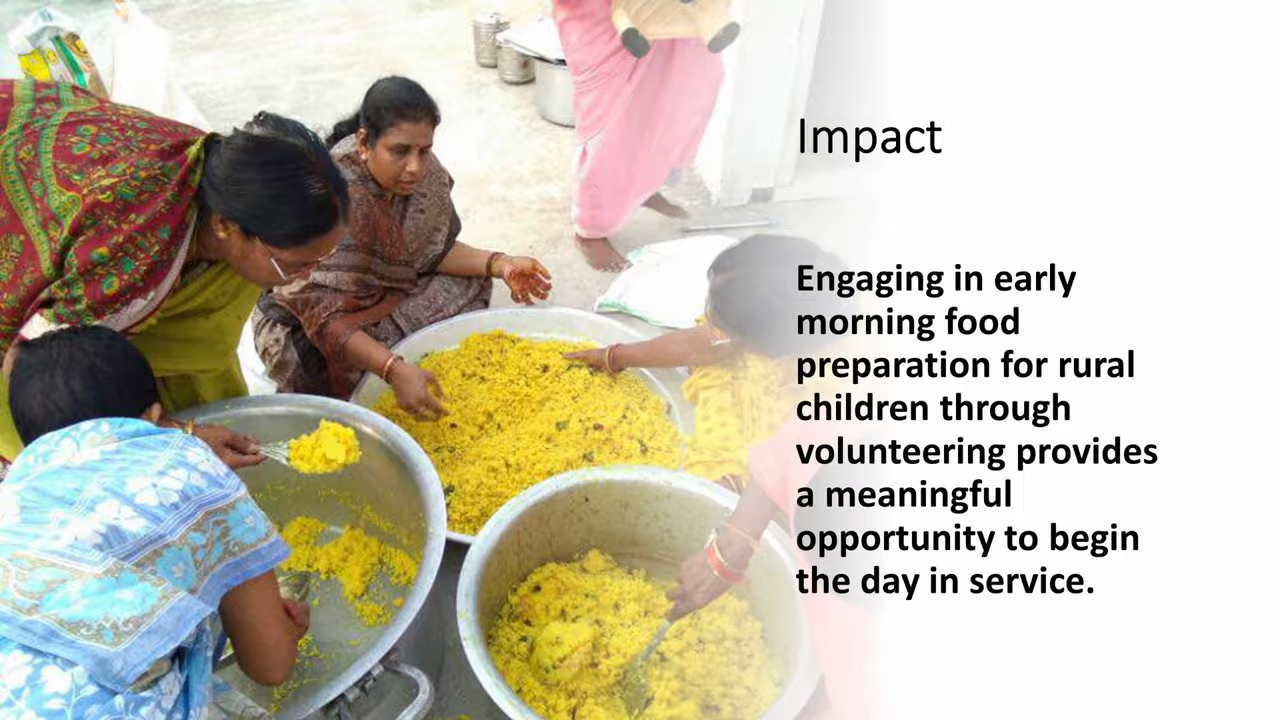 Impact
Engaging in early
morning food
preparation for rural
children through
volunteering provides
a meaningful
opportunity to begin
the day in service.